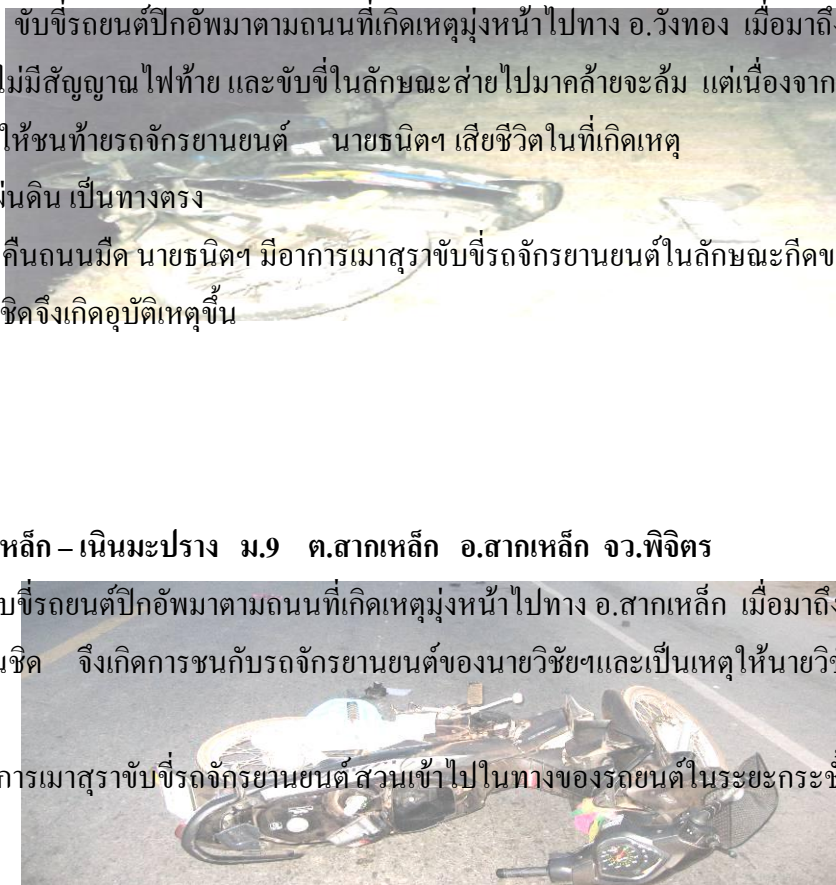 ขับขี่รถยนต์ปิกอัพมาตามถนนที่เกิดเหตุมุ่งหน้าไปทาง อ.วังทอง เมื่อมาถึง
ไม่มีสัญญาณไฟท้าย และขับขี่ในลักษณะส่ายไปมาคล้ายจะล้ม แต่เนื่องจาก
ให้ชนท้ายรถจักรยานยนต์ นายธนิตฯ เสียชีวิตในที่เกิดเหตุ
ผ่นดิน เป็นทางตรง
คืนถนนมืด นายธนิตฯ มีอาการเมาสุราขับขี่รถจักรยานยนต์ในลักษณะกีดข
ชิดจึงเกิดอุบัติเหตุขึ้น
หล็ก – เนินมะปราง ม.9 ต.สากเหล็ก อ.สากเหล็ก จว.พิจิตร
บขี่รถยนต์ปิกอัพมาตามถนนที่เกิดเหตุมุ่งหน้าไปทาง อ.สากเหล็ก เมื่อมาถึง
นชิด จึงเกิดการชนกับรถจักรยานยนต์ของนายวิชัยฯและเป็นเหตุให้นายวิช
การเมาสุราขับขี่รถจักรยานยนต์ สวนเข้าไปในทางของรถยนต์ในระยะกระชั้